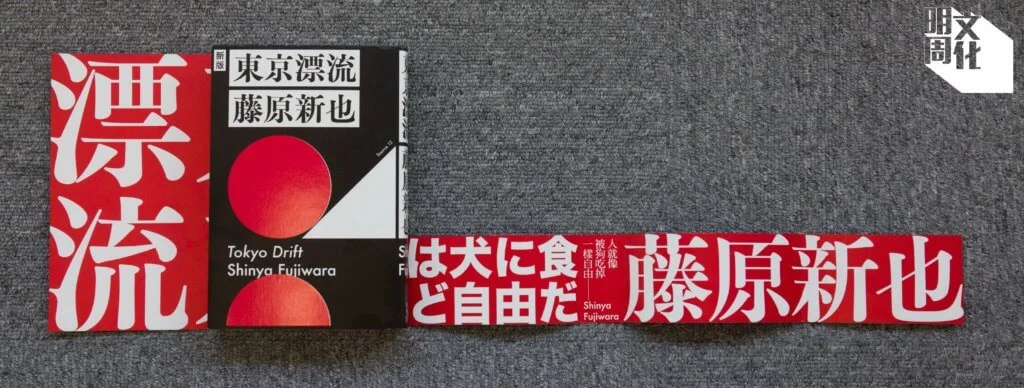 明周
文化
漂
流
新版
東京漂流
藤原新也
Source 13
Tokyo Drift
Shinya Fujiwara
は犬に食
ど自由だ
人就像
被狗吃掉
一樣自由——
Shinya
Fujiwara
藤原新也